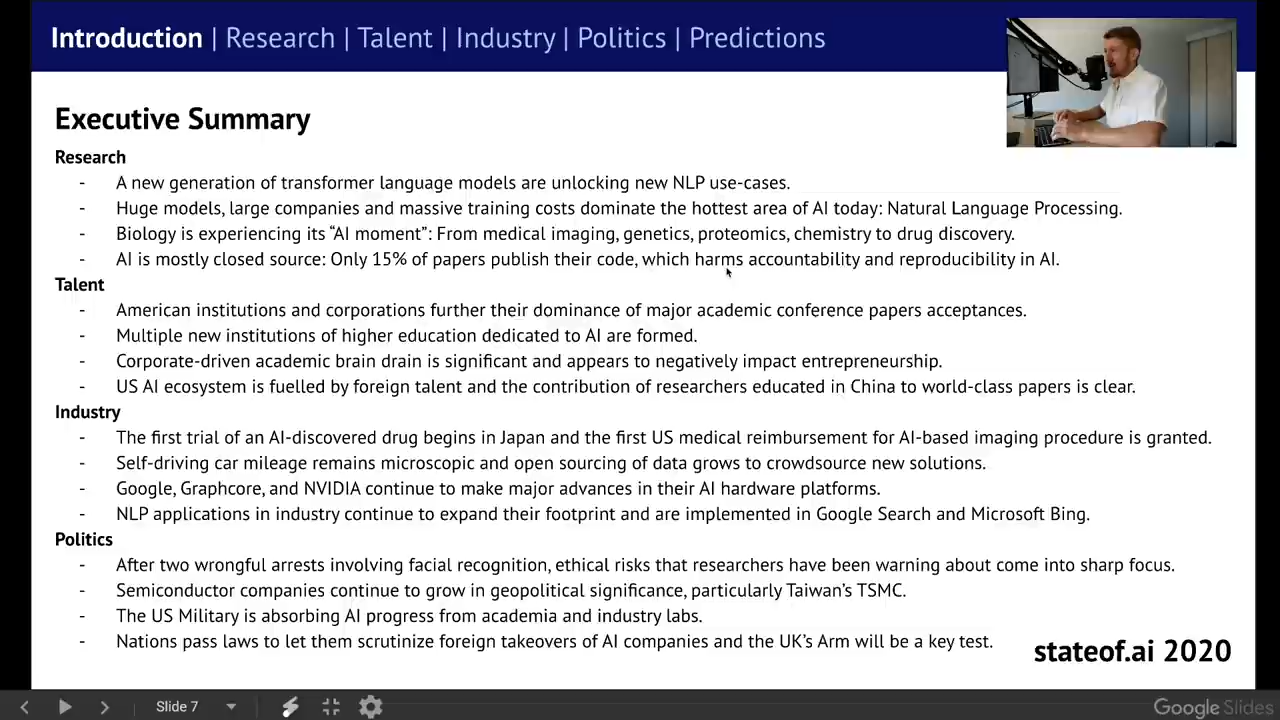 Introduction | Research | Talent | Industry | Politics | Predictions
Executive Summary
Research
- A new generation of transformer language models are unlocking new NLP use-cases.
- Huge models, large companies and massive training costs dominate the hottest area of AI today: Natural Language Processing.
- Biology is experiencing its “AI moment”: From medical imaging, genetics, proteomics, chemistry to drug discovery.
- AI is mostly closed source: Only 15% of papers publish their code, which harms accountability and reproducibility in AI.
Talent
- American institutions and corporations further their dominance of major academic conference papers acceptances.
- Multiple new institutions of higher education dedicated to AI are formed.
- Corporate-driven academic brain drain is significant and appears to negatively impact entrepreneurship.
- US AI ecosystem is fuelled by foreign talent and the contribution of researchers educated in China to world-class papers is clear.
Industry
- The first trial of an AI-discovered drug begins in Japan and the first US medical reimbursement for AI-based imaging procedure is granted.
- Self-driving car mileage remains microscopic and open sourcing of data grows to crowdsource new solutions.
- Google, Graphcore, and NVIDIA continue to make major advances in their AI hardware platforms.
- NLP applications in industry continue to expand their footprint and are implemented in Google Search and Microsoft Bing.
Politics
- After two wrongful arrests involving facial recognition, ethical risks that researchers have been warning about come into sharp focus.
- Semiconductor companies continue to grow in geopolitical significance, particularly Taiwan’s TSMC.
- The US Military is absorbing AI progress from academia and industry labs.
- Nations pass laws to let them scrutinize foreign takeovers of AI companies and the UK’s Arm will be a key test.
stateof.ai 2020
Slide 7
Google Slides